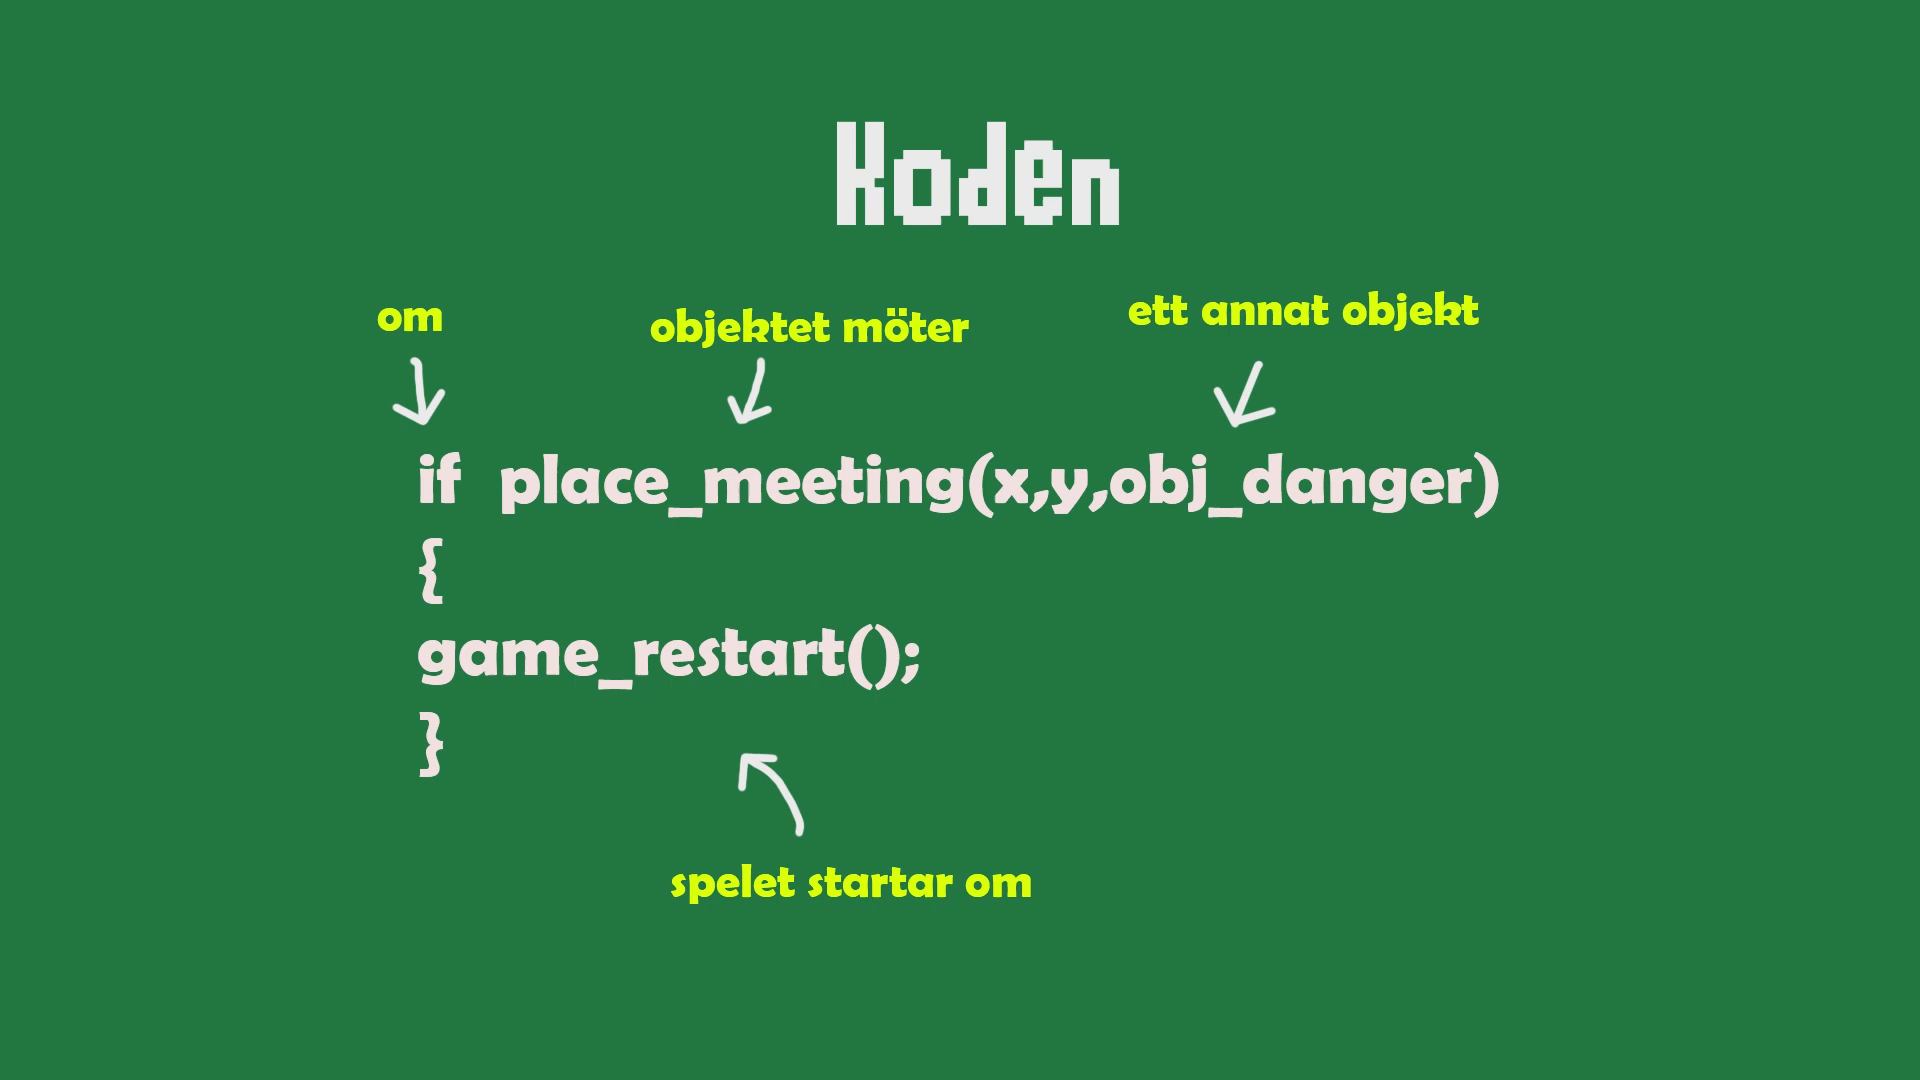 Koden
om
objektet möter
ett annat objekt
if place_meeting(x,y,obj_danger)
{
game_restart();
}
spelet startar om